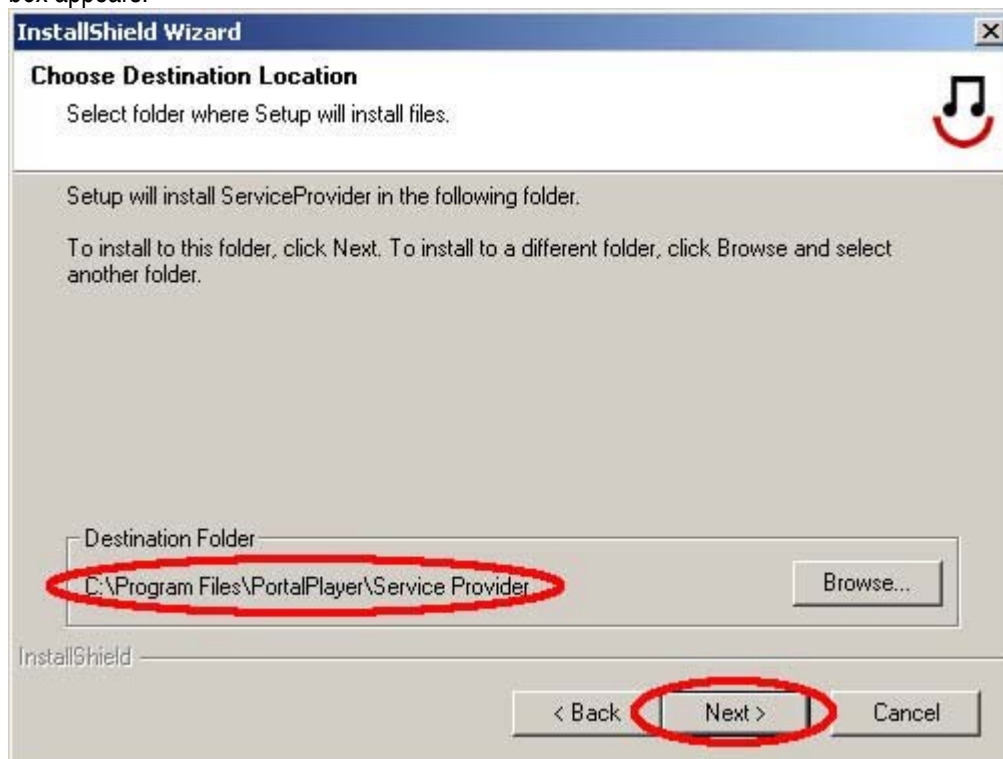 box appears.
InstallShield Wizard
Choose Destination Location
Select folder where Setup will install files.
Setup will install ServiceProvider in the following folder.
To install to this folder, click Next. To install to a different folder, click Browse and select
another folder.
Destination Folder
C:\Program Files\PortalPlayer\Service Provider
Browse...
InstallShield
< Back Next > Cancel